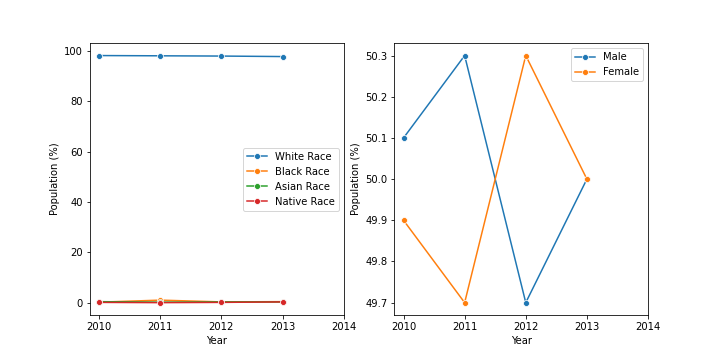 Population (%)
100
80
60
40
20
0
2010 2011 2012 2013 2014
Year
White Race
Black Race
Asian Race
Native Race
Population (%)
50.3
50.2
50.1
50.0
49.9
49.8
49.7
2010 2011 2012 2013 2014
Year
Male
Female